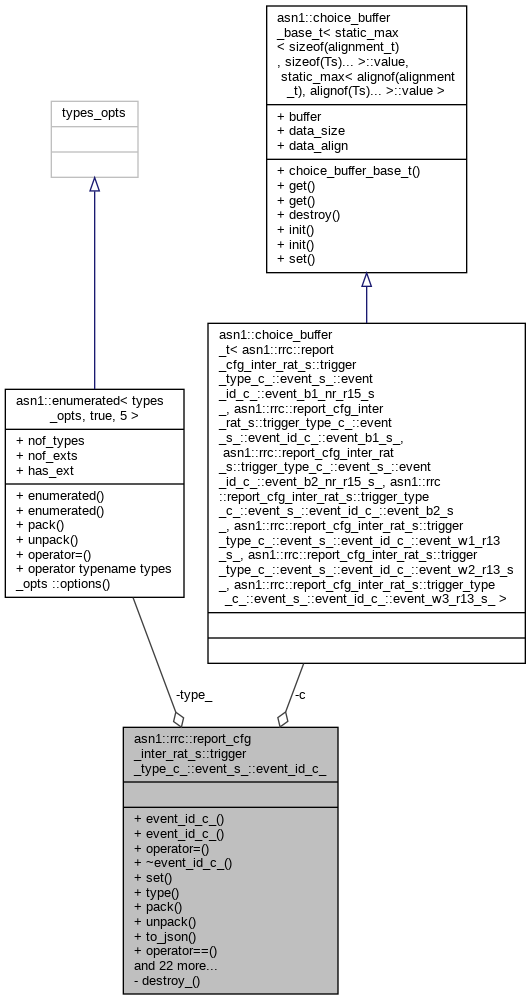 asn1::choice_buffer
_base_t< static_max
< sizeof(alignment_t)
, sizeof(Ts)... >::value,
static_max< alignof(alignment
_t), alignof(Ts)... >::value >
+ buffer
+ data_size
+ data_align
+ choice_buffer_base_t()
+ get()
+ get()
+ destroy()
+ init()
+ init()
+ set()
types_opts
asn1::choice_buffer
_t< asn1::rrc::report
_cfg_inter_rat_s::trigger
_type_c_::event_s_::event
_id_c_::event_b1_nr_r15_s
_, asn1::rrc::report_cfg_inter
_rat_s::trigger_type_c_::event
_s_::event_id_c_::event_b1_s_,
asn1::rrc::report_cfg_inter_rat
_s::trigger_type_c_::event_s_::event
_id_c_::event_b2_nr_r15_s_, asn1::rrc
::report_cfg_inter_rat_s::trigger_type
_c_::event_s_::event_id_c_::event_b2_s
_, asn1::rrc::report_cfg_inter_rat_s::trigger
_type_c_::event_s_::event_id_c_::event_w1_r13
_s_, asn1::rrc::report_cfg_inter_rat_s::trigger
_type_c_::event_s_::event_id_c_::event_w2_r13_s
_, asn1::rrc::report_cfg_inter_rat_s::trigger_type
_c_::event_s_::event_id_c_::event_w3_r13_s_ >
asn1::enumerated< types
_opts, true, 5 >
+ nof_types
+ nof_exts
+ has_ext
+ enumerated()
+ enumerated()
+ pack()
+ unpack()
+ operator=()
+ operator typename types
_opts ::options()
-type_
-c
asn1::rrc::report_cfg
_inter_rat_s::trigger
_type_c_::event_s_::event_id_c_
+ event_id_c_()
+ event_id_c_()
+ operator=()
+ ~event_id_c_()
+ set()
+ type()
+ pack()
+ unpack()
+ to_json()
+ operator==()
and 22 more...
- destroy_()